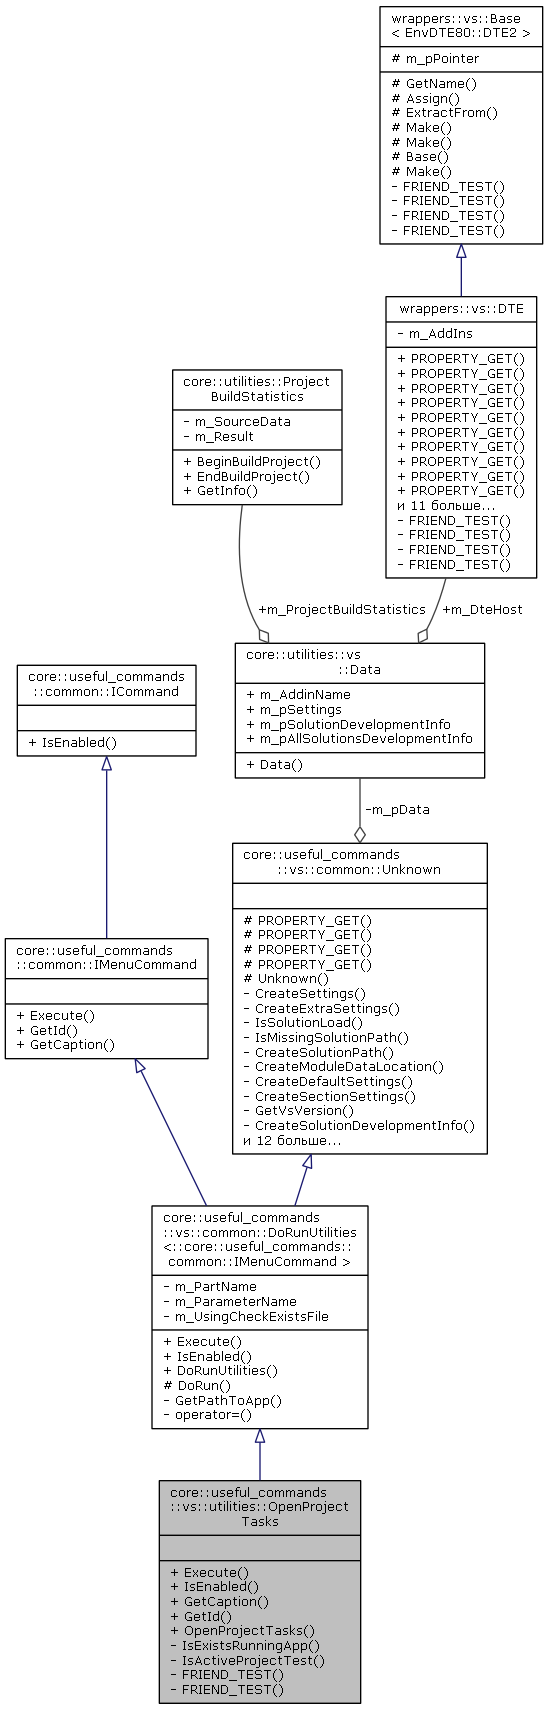 wrappers::vs::Base
< EnvDTE80::DTE2 >
# m_pPointer
# GetName()
# Assign()
# ExtractFrom()
# Make()
# Make()
# Base()
# Make()
- FRIEND_TEST()
- FRIEND_TEST()
- FRIEND_TEST()
- FRIEND_TEST()
wrappers::vs::DTE
- m_AddIns
+ PROPERTY_GET()
+ PROPERTY_GET()
+ PROPERTY_GET()
+ PROPERTY_GET()
+ PROPERTY_GET()
+ PROPERTY_GET()
+ PROPERTY_GET()
+ PROPERTY_GET()
+ PROPERTY_GET()
+ PROPERTY_GET()
и 11 больше...
- FRIEND_TEST()
- FRIEND_TEST()
- FRIEND_TEST()
- FRIEND_TEST()
core::utilities::Project
BuildStatistics
- m_SourceData
- m_Result
+ BeginBuildProject()
+ EndBuildProject()
+ GetInfo()
+m_ProjectBuildStatistics
+m_DteHost
core::utilities::vs
::Data
+ m_AddinName
+ m_pSettings
+ m_pSolutionDevelopmentInfo
+ m_pAllSolutionsDevelopmentInfo
+ Data()
core::useful_commands
::common::ICommand
+ IsEnabled()
-m_pData
core::useful_commands
::vs::common::Unknown
# PROPERTY_GET()
# PROPERTY_GET()
# PROPERTY_GET()
# PROPERTY_GET()
# Unknown()
- CreateSettings()
- CreateExtraSettings()
- IsSolutionLoad()
- IsMissingSolutionPath()
- CreateSolutionPath()
- CreateModuleDataLocation()
- CreateDefaultSettings()
- CreateSectionSettings()
- GetVsVersion()
- CreateSolutionDevelopmentInfo()
и 12 больше...
core::useful_commands
::common::IMenuCommand
+ Execute()
+ GetId()
+ GetCaption()
core::useful_commands
::vs::common::DoRunUtilities
<::core::useful_commands::
common::IMenuCommand >
- m_PartName
- m_ParameterName
- m_UsingCheckExistsFile
+ Execute()
+ IsEnabled()
+ DoRunUtilities()
# DoRun()
- GetPathToApp()
- operator=()
core::useful_commands
::vs::utilities::OpenProject
Tasks
+ Execute()
+ IsEnabled()
+ GetCaption()
+ GetId()
+ OpenProjectTasks()
- IsExistsRunningApp()
- IsActiveProjectTest()
- FRIEND_TEST()
- FRIEND_TEST()